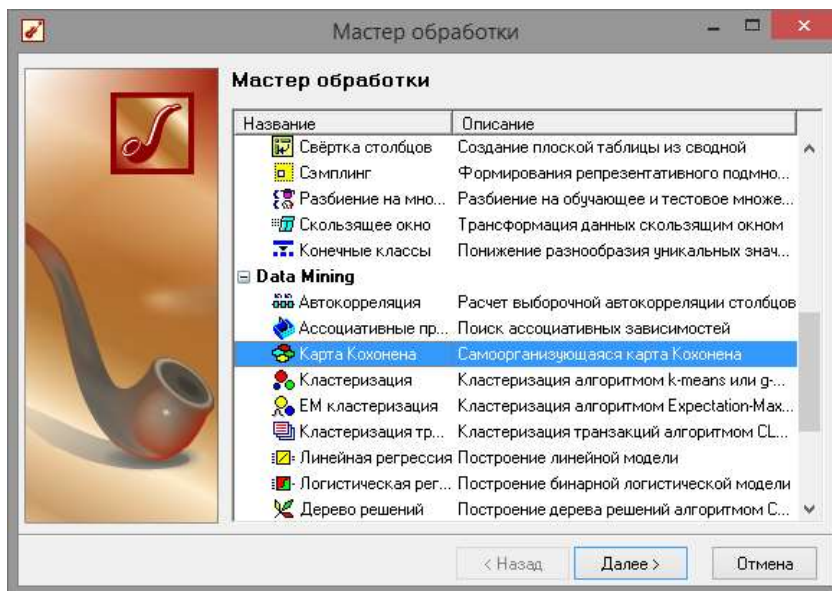 Мастер обработки
Мастер обработки
Название Описание
Свёртка столбцов Создание плоской таблицы из сводной
Сэмплинг Формирования репрезентативного подмно...
Разбиение на мно... Разбиение на обучающее и тестовое множе...
Скользящее окно Трансформация данных скользящим окном
Конечные классы Понижение разнообразия уникальных знач...
Data Mining
Автокорреляция Расчет выборочной автокорреляции столбцов
Ассоциативные пр... Поиск ассоциативных зависимостей
Карта Кохонена Самоорганизующаяся карта Кохонена
Кластеризация Кластеризация алгоритмом k-means или g-...
EM кластеризация Кластеризация алгоритмом Expectation-Max...
Кластеризация тр... Кластеризация транзакций алгоритмом CL...
Линейная регрессия Построение линейной модели
Логистическая рег... Построение бинарной логистической модели
Дерево решений Построение дерева решений алгоритмом C...
< Назад Далее > Отмена